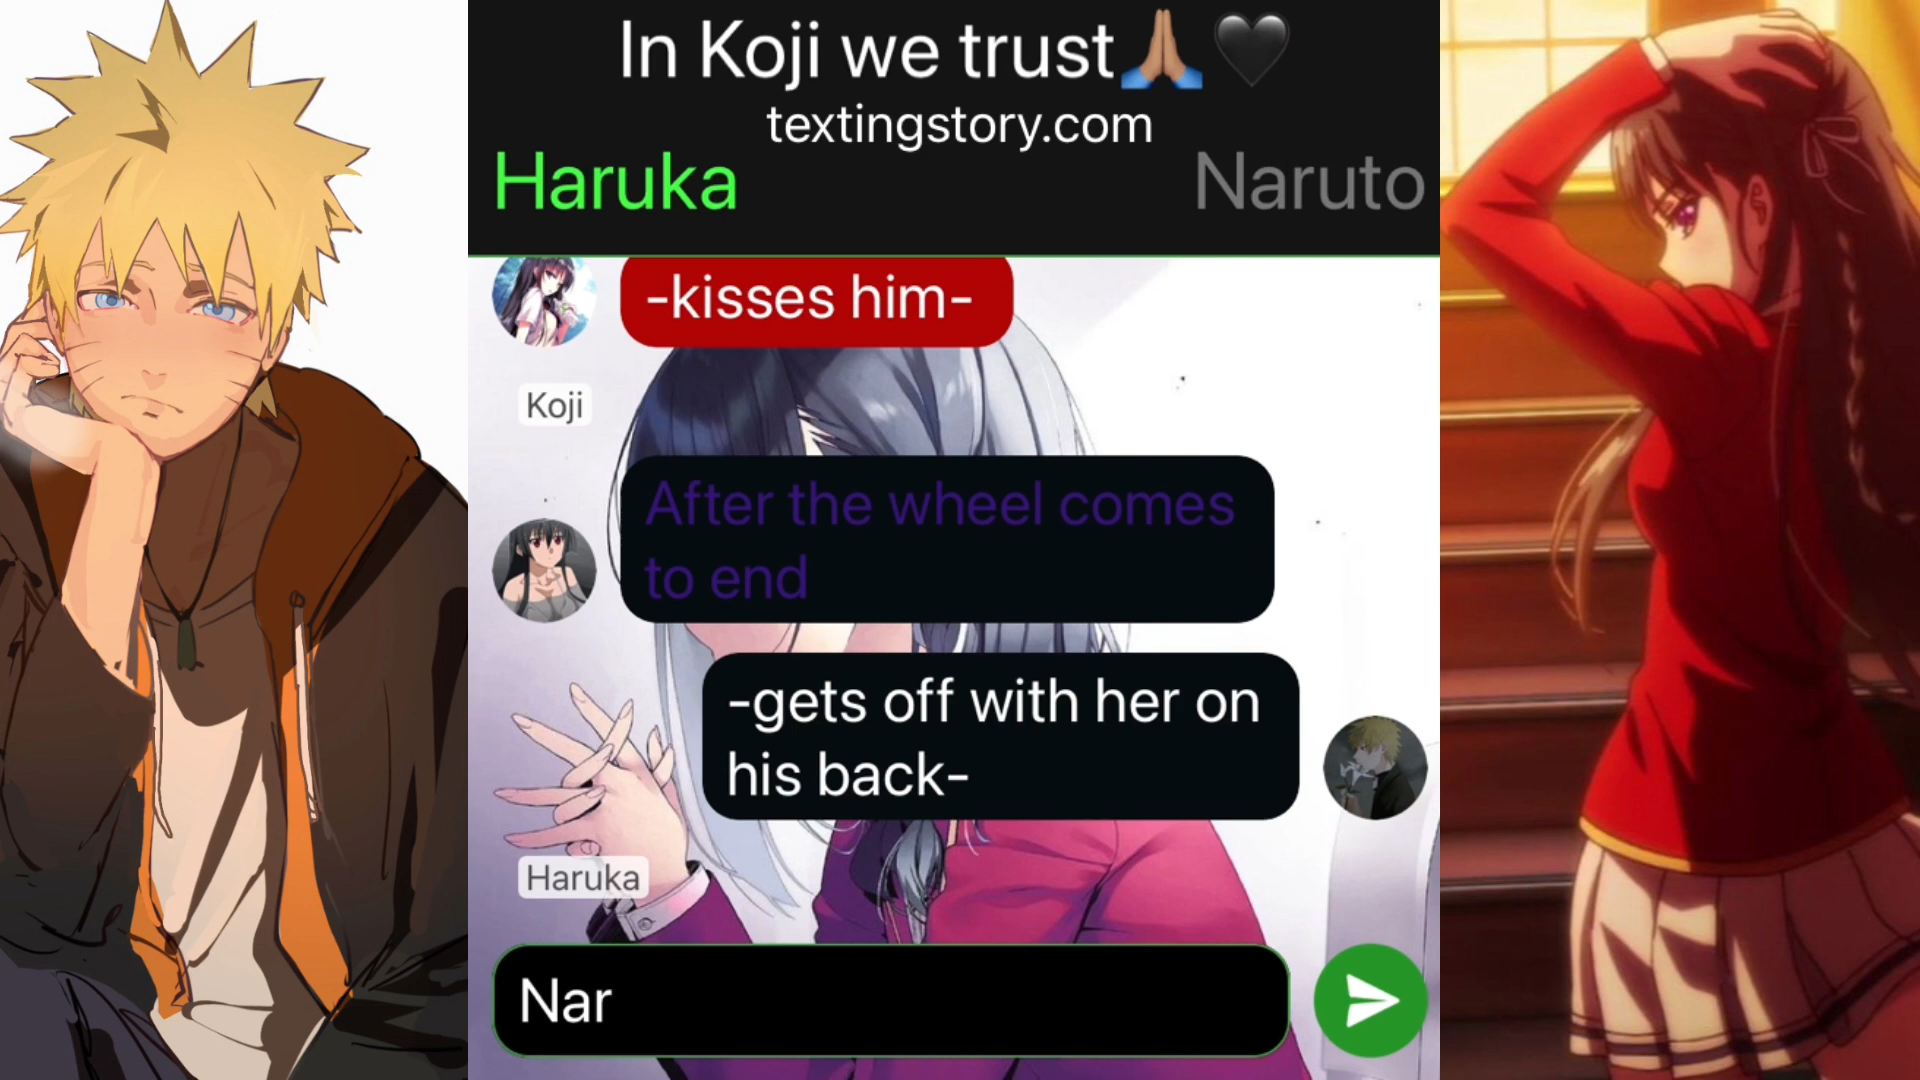 In Koji we trust🙏🏽🖤
textingstory.com
Haruka Naruto
-kisses him-
Koji
After the wheel comes
to end
-gets off with her on
his back-
Haruka
Nar